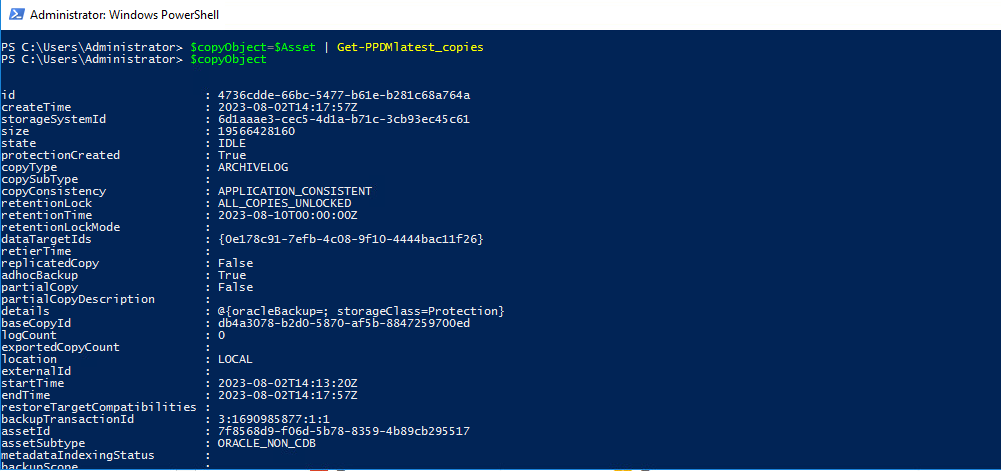 Administrator: Windows PowerShell
PS C:\Users\Administrator> $copyObject=$Asset | Get-PPDMlatest_copies
PS C:\Users\Administrator> $copyObject
id : 4736cdde-66bc-5477-b61e-b281c68a764a
createTime : 2023-08-02T14:17:57Z
storageSystemId : 6d1aaae3-cec5-4d1a-b71c-3cb93ec45c61
size : 19566428160
state : IDLE
protectionCreated : True
copyType : ARCHIVELOG
copySubType :
copyConsistency : APPLICATION_CONSISTENT
retentionLock : ALL_COPIES_UNLOCKED
retentionTime : 2023-08-10T00:00:00Z
retentionLockMode :
dataTargetIds : {0e178c91-7efb-4c08-9f10-4444bac11f26}
retierTime :
replicatedCopy : False
adhocBackup : True
partialCopy : False
partialCopyDescription :
details : @{oracleBackup=; storageClass=Protection}
baseCopyId : db4a3078-b2d0-5870-af5b-8847259700ed
logCount : 0
exportedCopyCount :
location : LOCAL
externalId :
startTime : 2023-08-02T14:13:20Z
endTime : 2023-08-02T14:17:57Z
restoreTargetCompatibilities :
backupTransactionId : 3:1690985877:1:1
assetId : 7f8568d9-f06d-5b78-8359-4b89cb295517
assetSubtype : ORACLE_NON_CDB
metadataIndexingStatus :
backupScope :